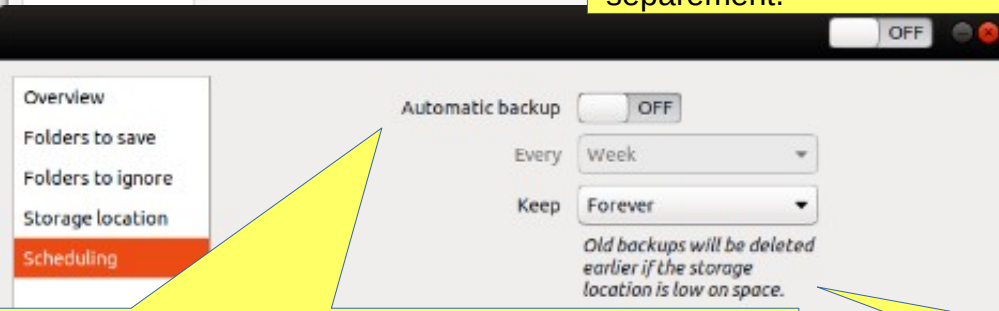 separement.
OFF
Overview
Folders to save
Folders to ignore
Storage location
Scheduling
Automatic backup OFF
Every Week
Keep Forever
Old backups will be deleted
earlier if the storage
location is low on space.